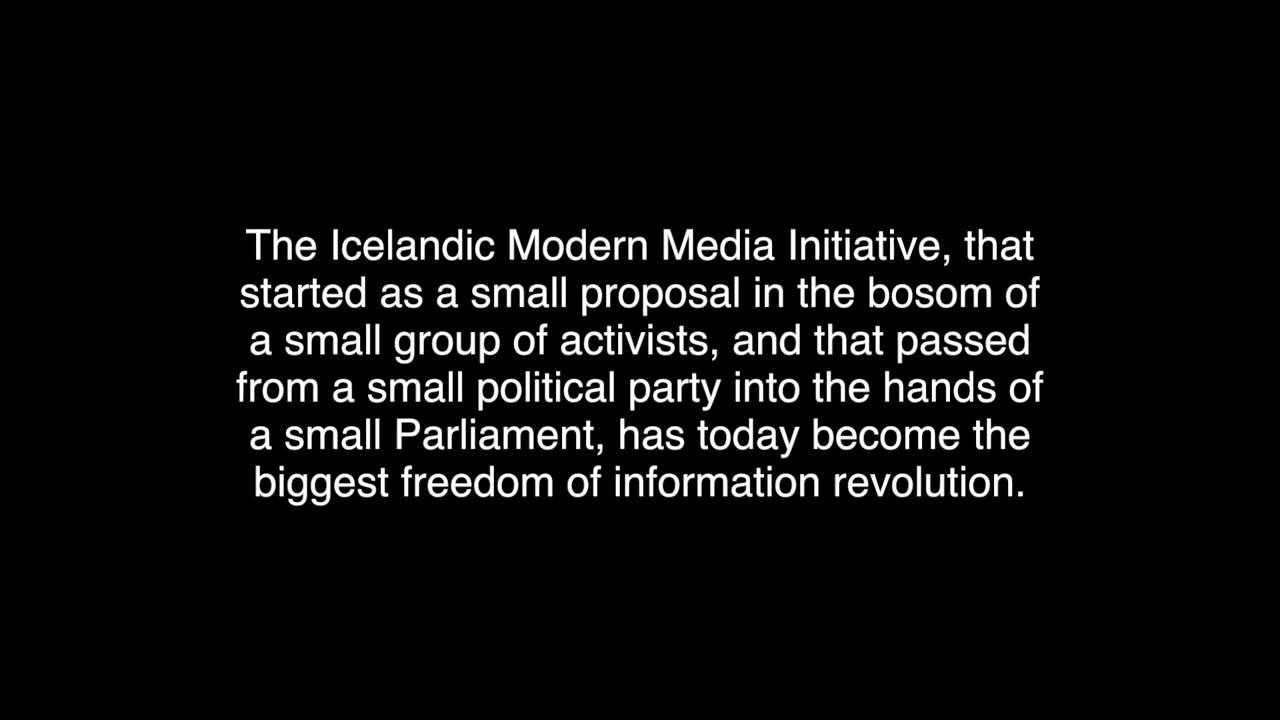 The Icelandic Modern Media Initiative, that
started as a small proposal in the bosom of
a small group of activists, and that passed
from a small political party into the hands of
a small Parliament, has today become the
biggest freedom of information revolution.